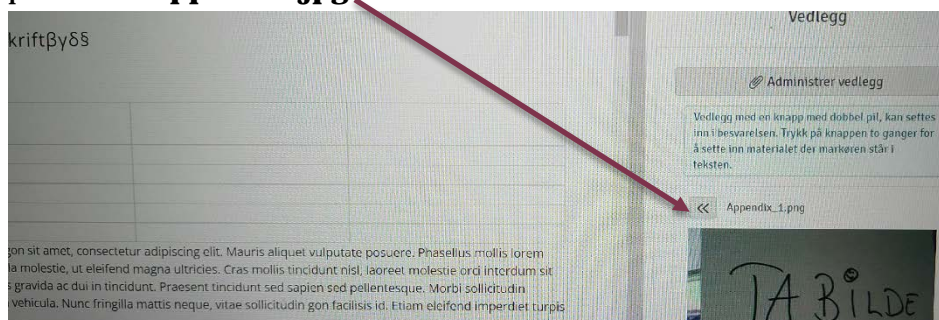 kriftβγδ§
Vedlegg
Administrer vedlegg
Vedlegg med en knapp med dobbel pil, kan settes
inn i besvarelsen. Trykk på knappen to ganger for
å sette inn materialet der markøren står i
teksten.
Appendix_1.png
TA BILDE
gon sit amet, consectetur adipiscing elit. Mauris aliquet vulputate posuere. Phasellus mollis lorem
la molestie, ut eleifend magna ultricies. Cras mollis tincidunt nisl, laoreet molestie orci interdum sit
gravida ac dui in tincidunt. Praesent tincidunt sed sapien sed pellentesque. Morbi sollicitudin
vehicula. Nunc fringilla mattis neque, vitae sollicitudin gon facilisis id. Etiam eleifend imperdiet turpis